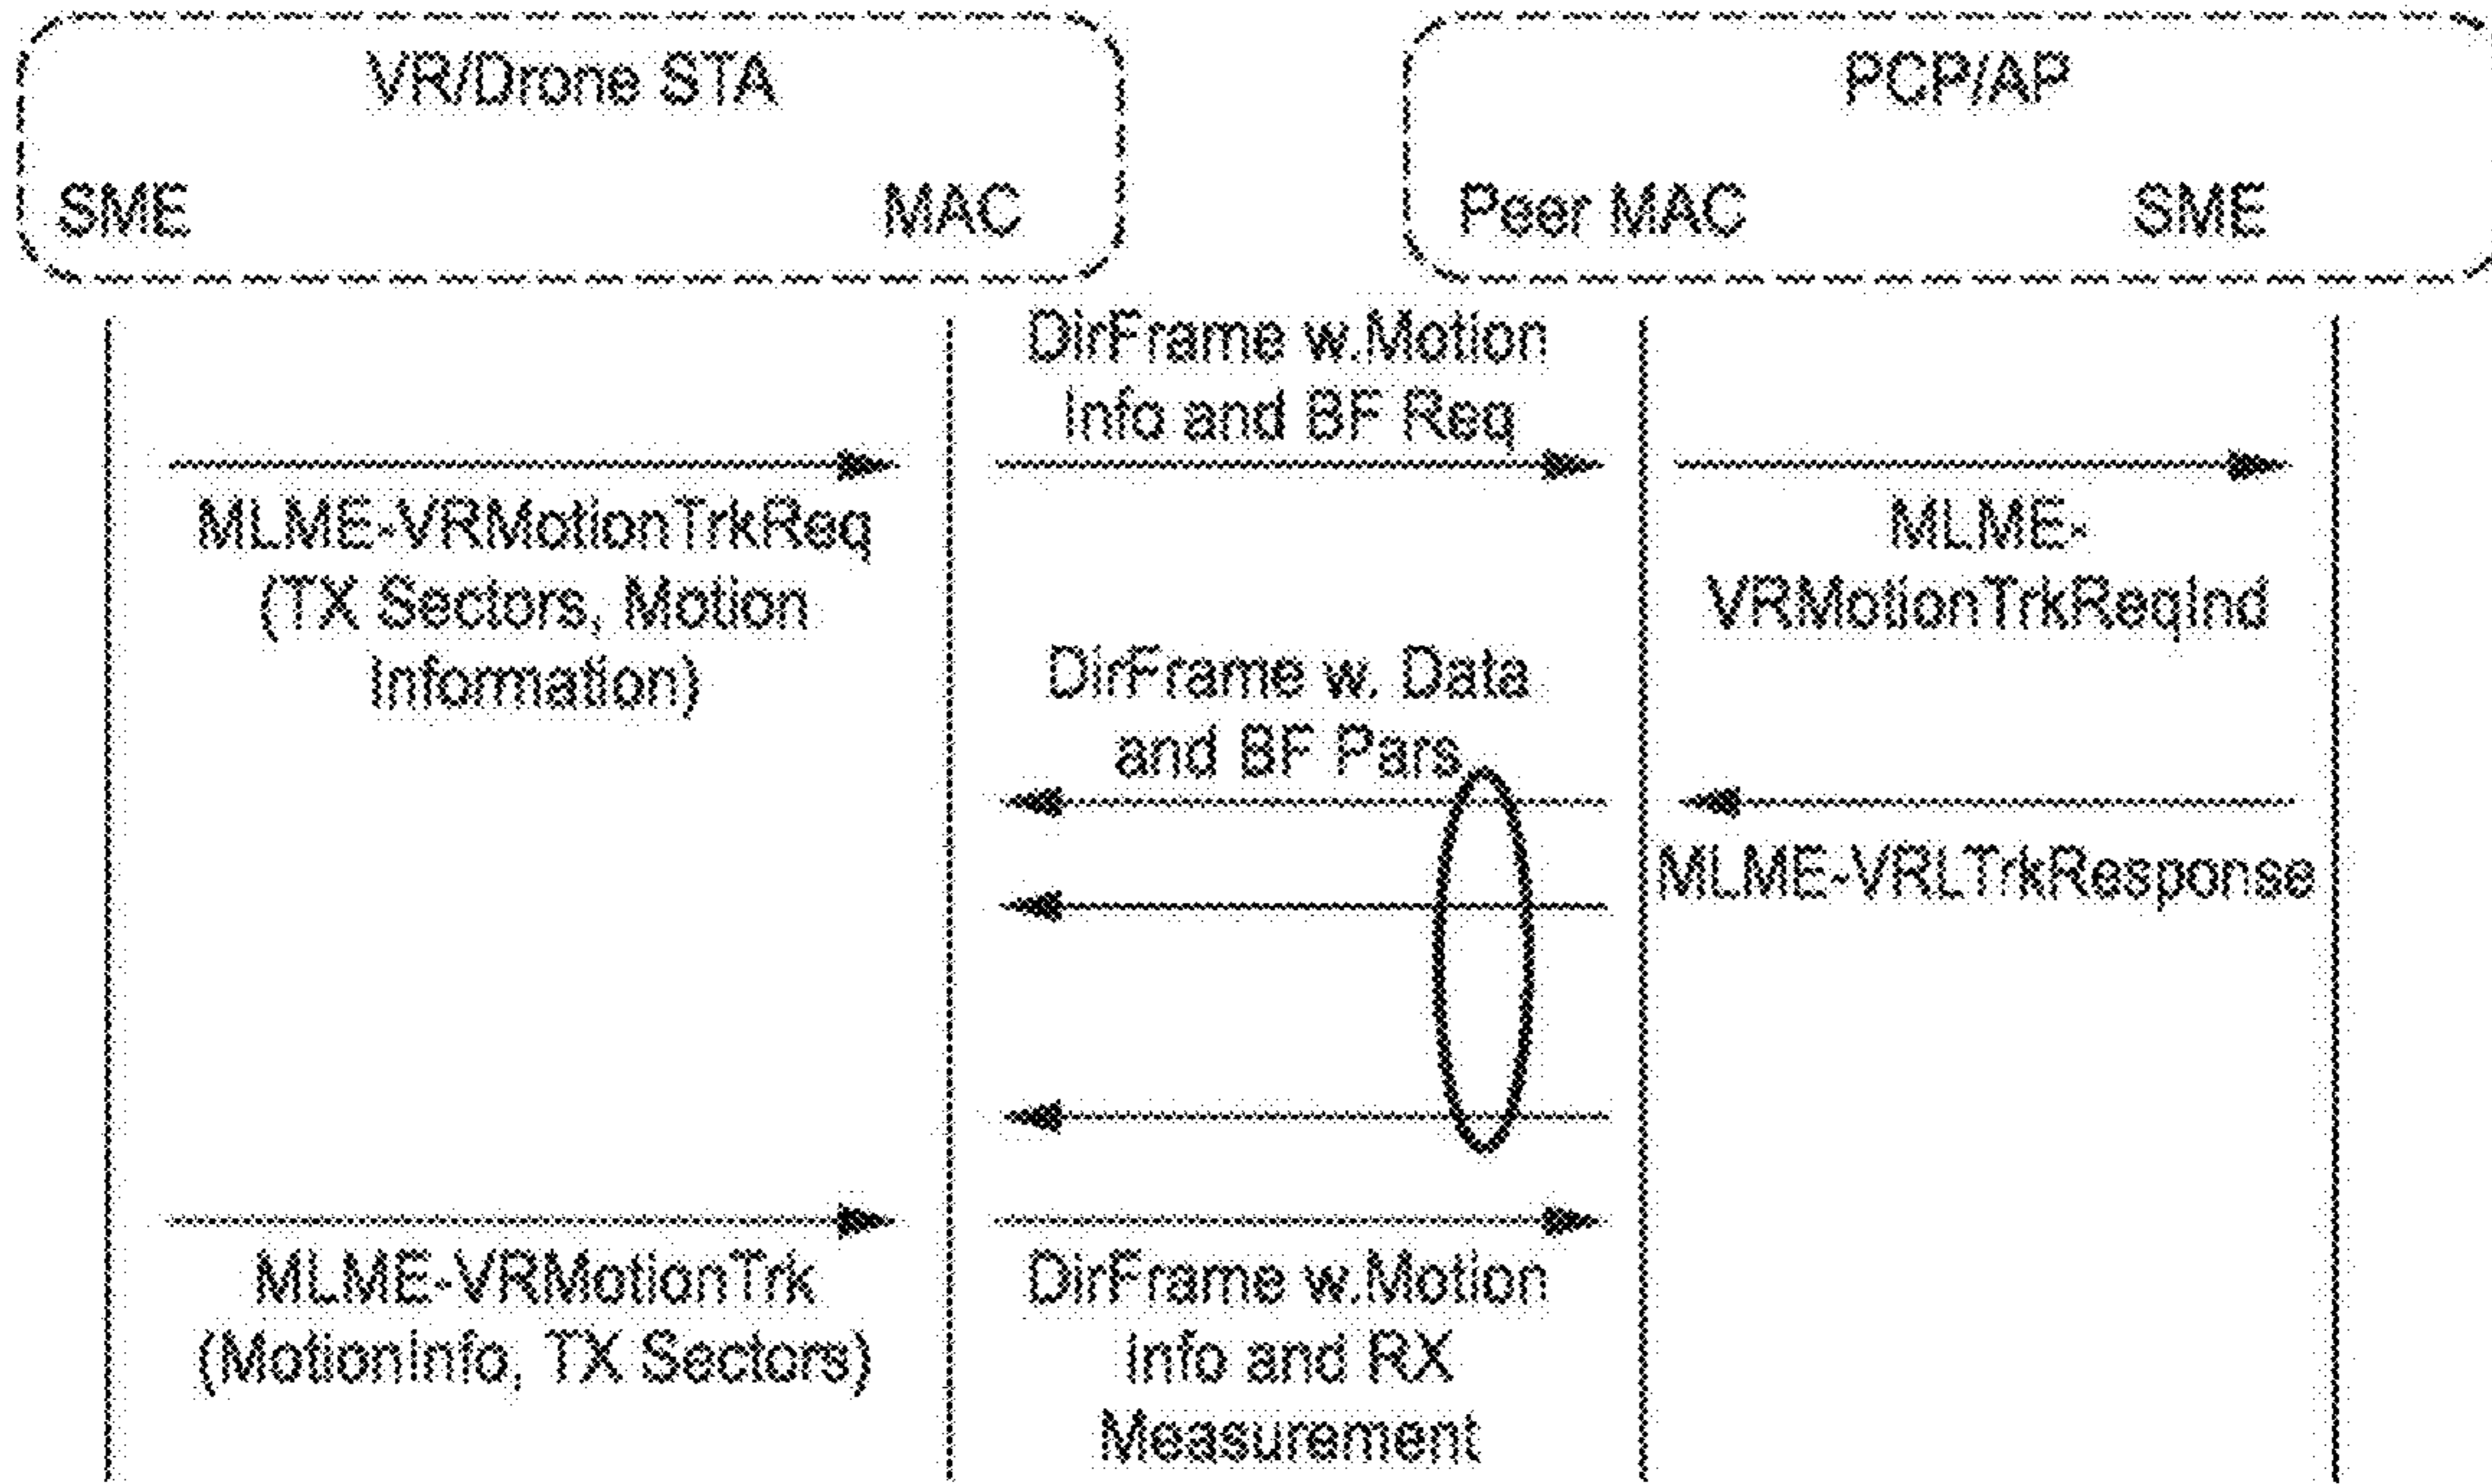 VR/Drone STA
PCP/AP
SME
MAC
Peer MAC
SME
DirFrame w.Motion
Info and BF Req
MLME-VRMotionTrkReq
(TX Sectors, Motion
Information)
MLME-
VRMotionTrkReqInd
DirFrame w. Data
and BF Pars
MLME-VRLTrkResponse
MLME-VRMotionTrk
(MotionInfo, TX Sectors)
DirFrame w.Motion
Info and RX
Measurement